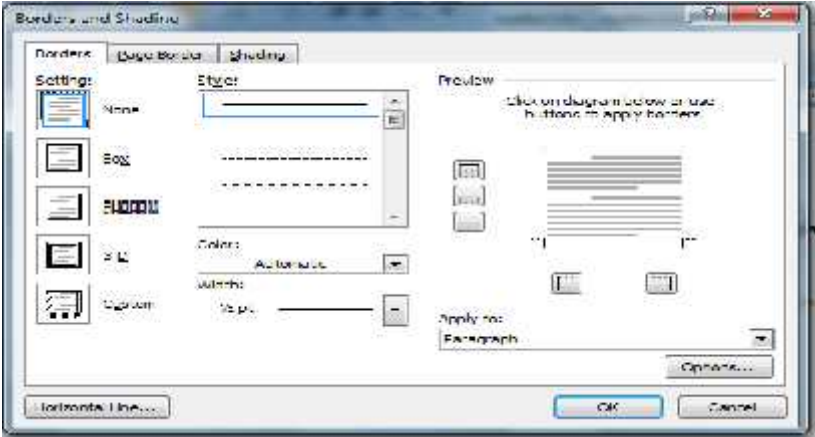 Borders and Shading
Borders
Page Border
Shading
Setting:
None
Box
Shadow
3-D
Custom
Style:
Color:
Automatic
Width:
½ pt
Preview
Click on diagram below or use
buttons to apply borders
Apply to:
Paragraph
Options...
Horizontal Line...
OK
Cancel